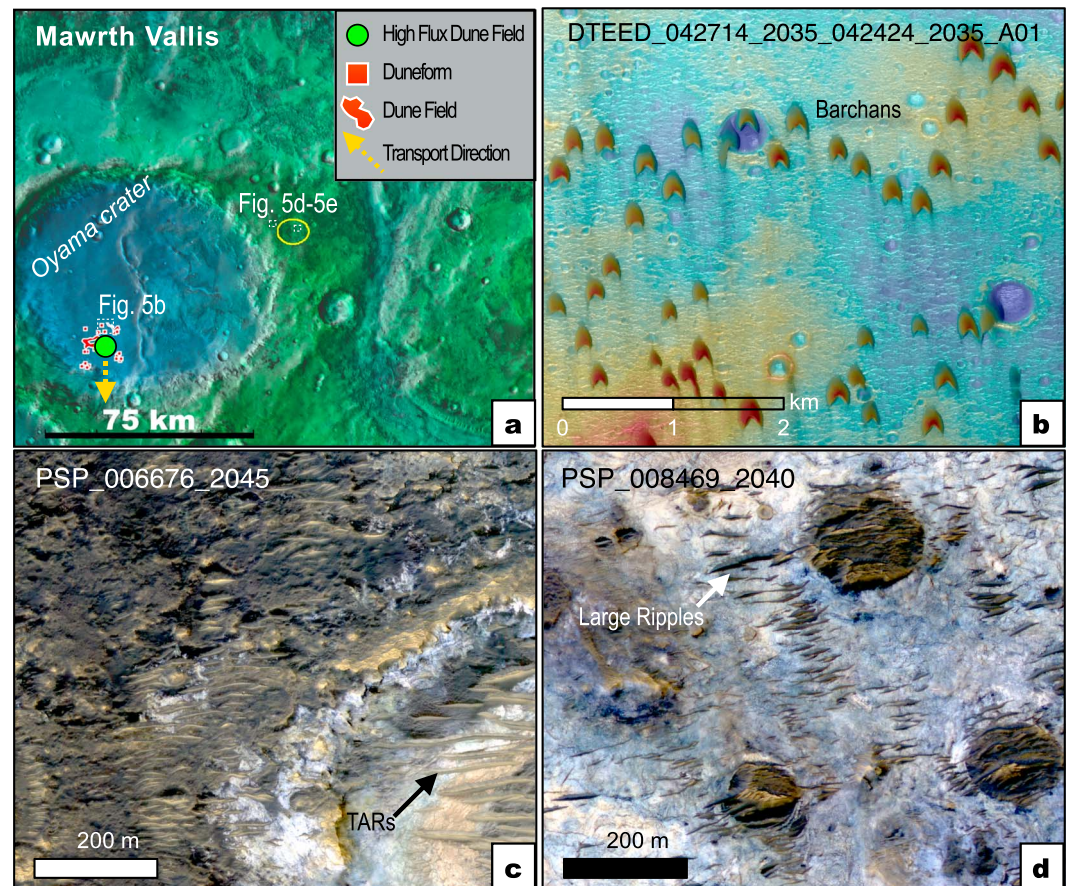 Mawrth Vallis
High Flux Dune Field
Duneform
Dune Field
Transport Direction
Oyama crater
Fig. 5d-5e
Fig. 5b
75 km
a
DTEED_042714_2035_042424_2035_A01
Barchans
km
0 1 2
b
PSP_006676_2045
TARs
200 m
c
PSP_008469_2040
Large Ripples
200 m
d